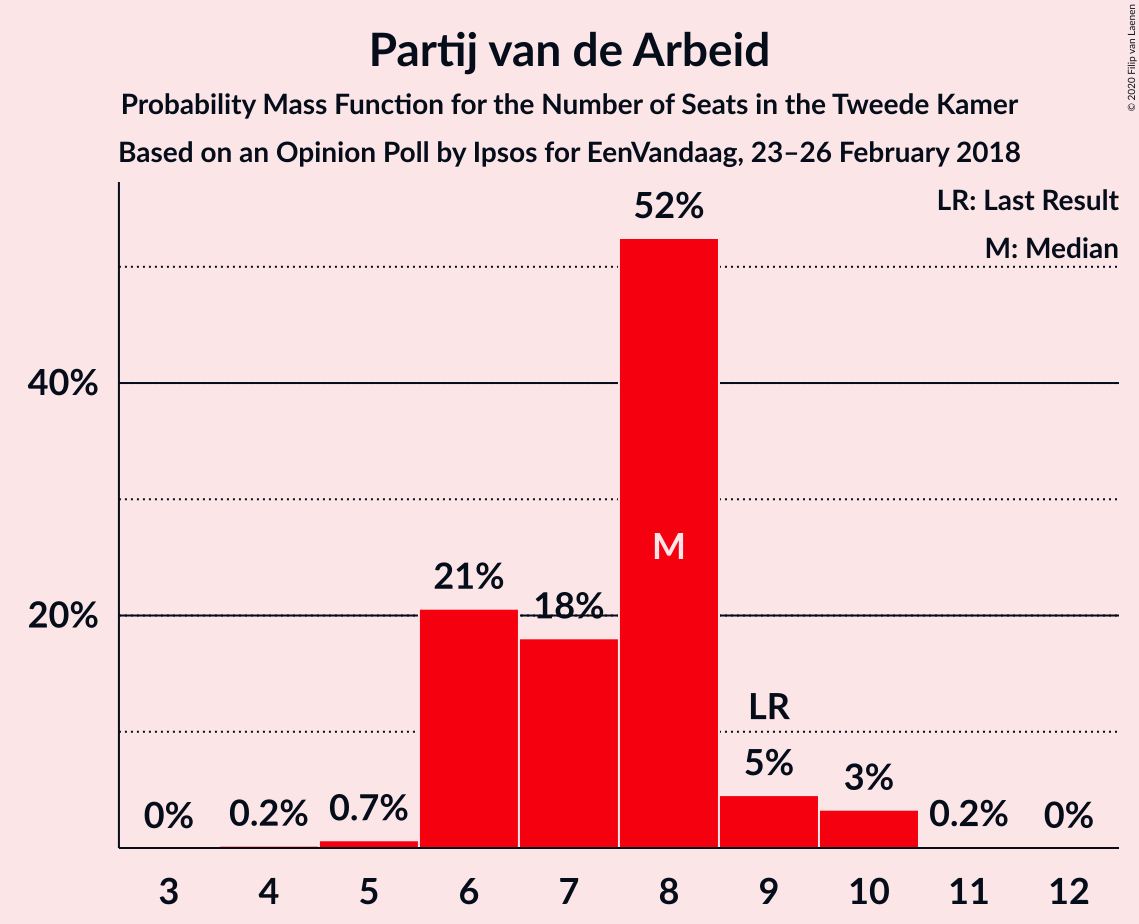 Partij van de Arbeid
Probability Mass Function for the Number of Seats in the Tweede Kamer
Based on an Opinion Poll by Ipsos for EenVandaag, 23–26 February 2018
© 2020 Filip van Laenen
LR: Last Result
M: Median
52%
40%
M
21%
18%
20%
LR
5%
3%
0%
0.2%
0.7%
0.2%
0%
3 4 5 6 7 8 9 10 11 12